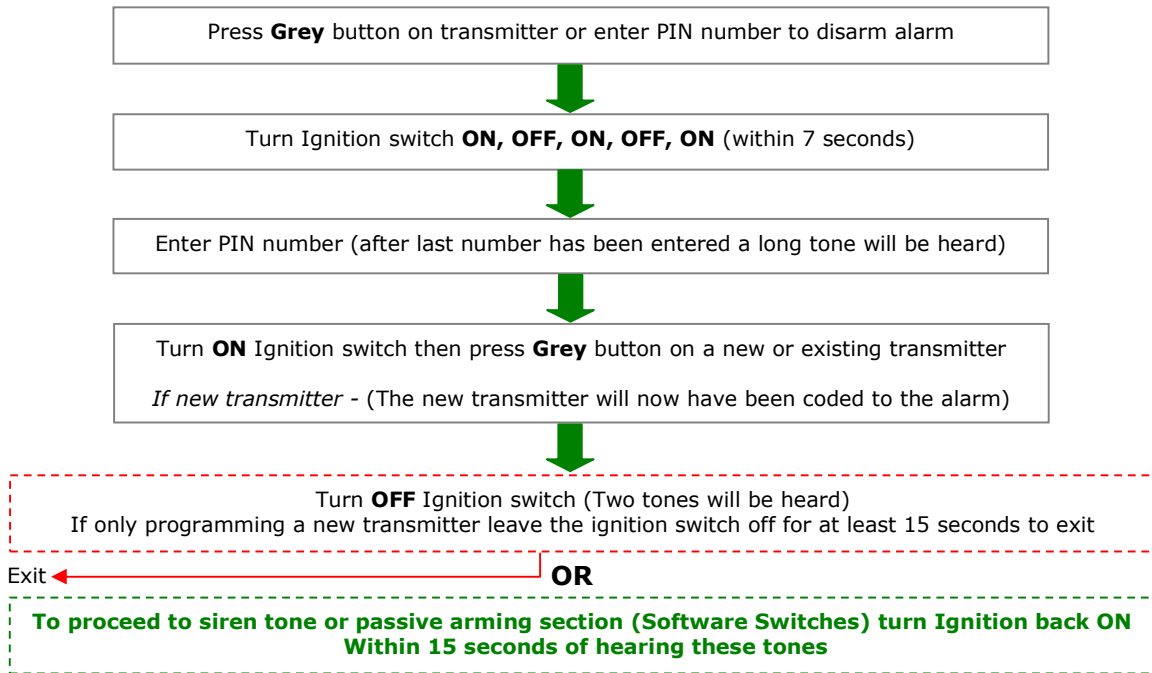 Press Grey button on transmitter or enter PIN number to disarm alarm
Turn Ignition switch ON, OFF, ON, OFF, ON (within 7 seconds)
Enter PIN number (after last number has been entered a long tone will be heard)
Turn ON Ignition switch then press Grey button on a new or existing transmitter
If new transmitter - (The new transmitter will now have been coded to the alarm)
Turn OFF Ignition switch (Two tones will be heard)
If only programming a new transmitter leave the ignition switch off for at least 15 seconds to exit
Exit
OR
To proceed to siren tone or passive arming section (Software Switches) turn Ignition back ON
Within 15 seconds of hearing these tones